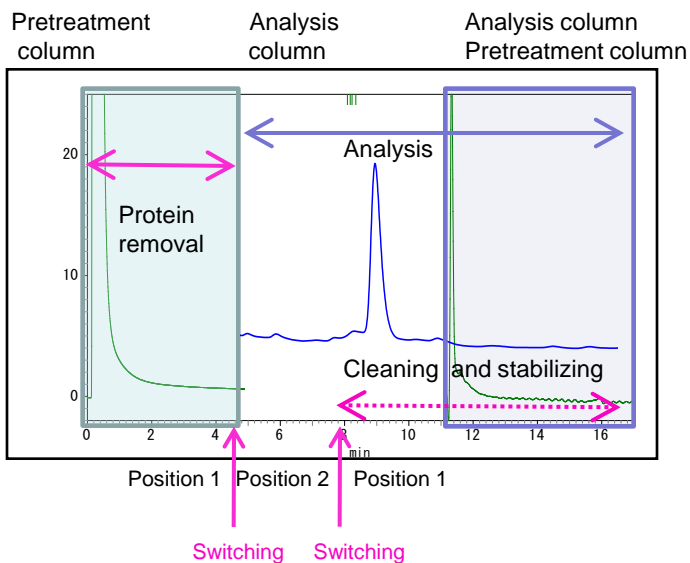 Pretreatment
column
Analysis
column
Analysis column
Pretreatment column
20
10
0
Protein
removal
Analysis
Cleaning and stabilizing
0 2 4 6 8 10 12 14 16
min
Position 1 Position 2 Position 1
Switching Switching